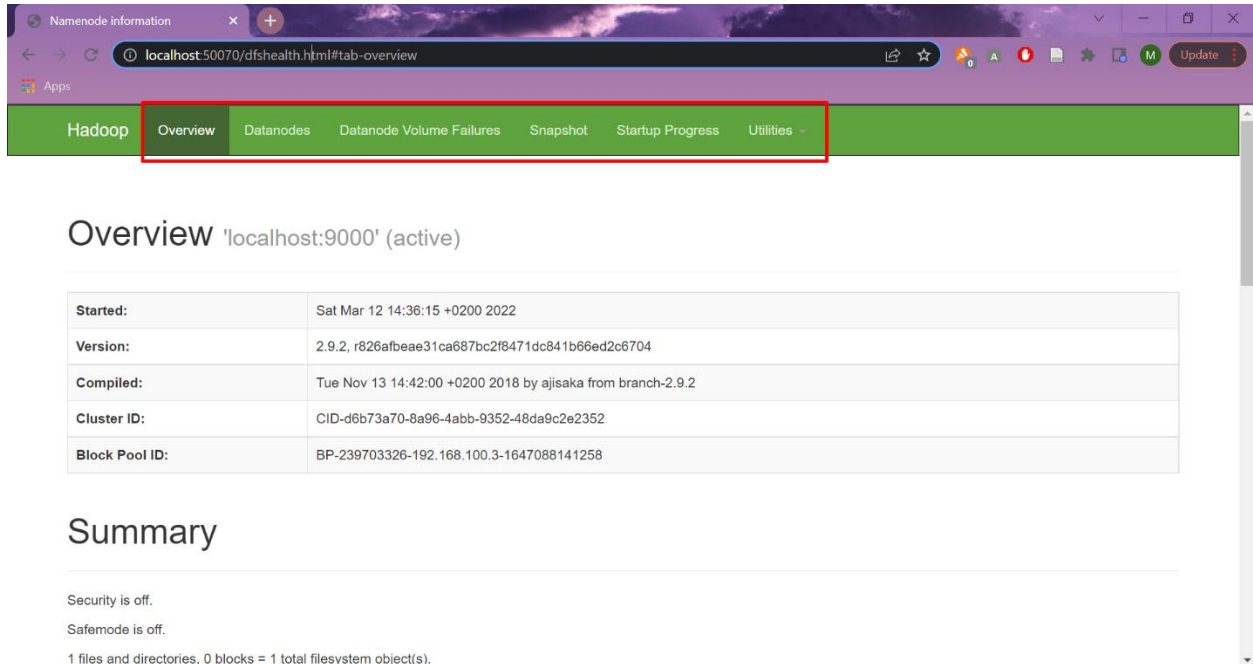 Namenode information
localhost:50070/dfshealth.html#tab-overview
0
A
M
Update
Apps
Hadoop Overview Datanodes Datanode Volume Failures Snapshot Startup Progress Utilities
Overview 'localhost:9000' (active)
Started: Sat Mar 12 14:36:15 +0200 2022
Version: 2.9.2, r826afbeae31ca687bc2f8471dc841b66ed2c6704
Compiled: Tue Nov 13 14:42:00 +0200 2018 by ajisaka from branch-2.9.2
Cluster ID: CID-d6b73a70-8a96-4abb-9352-48da9c2e2352
Block Pool ID: BP-239703326-192.168.100.3-1647088141258
Summary
Security is off.
Safemode is off.
1 files and directories, 0 blocks = 1 total filesystem object(s).